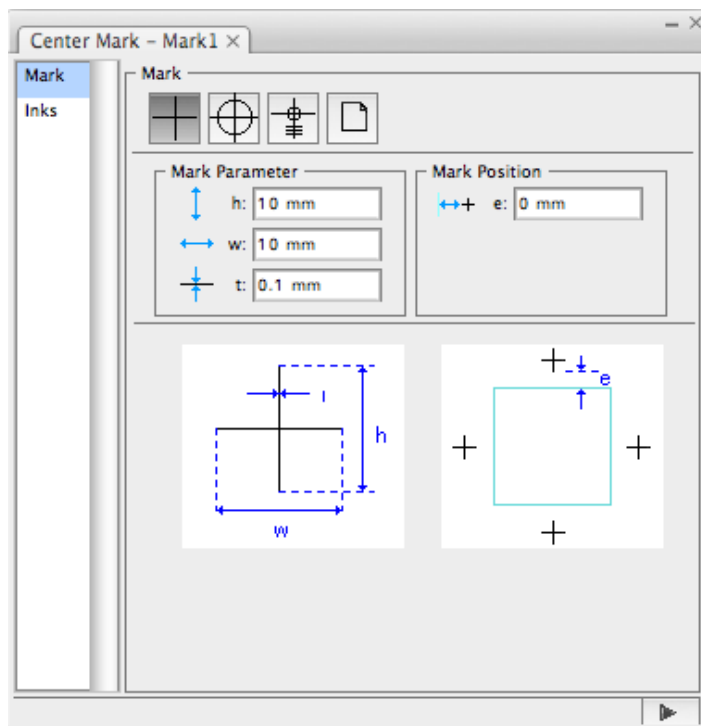 Center Mark – Mark1 ×
Mark
Inks
Mark
Mark Parameter
h: 10 mm
w: 10 mm
t: 0.1 mm
Mark Position
e: 0 mm
t
h
w
e